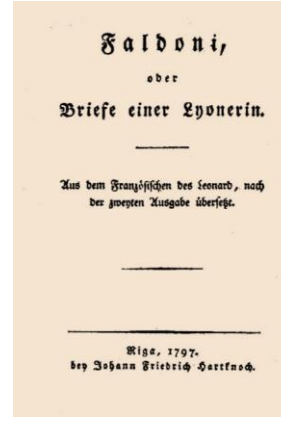 Faldoni,
oder
Briefe einer Lyonerin.
Aus dem Französischen des Leonard, nach
der zweyten Ausgabe übersetzt.
Riga, 1797.
bey Johann Friedrich Hartknoch.